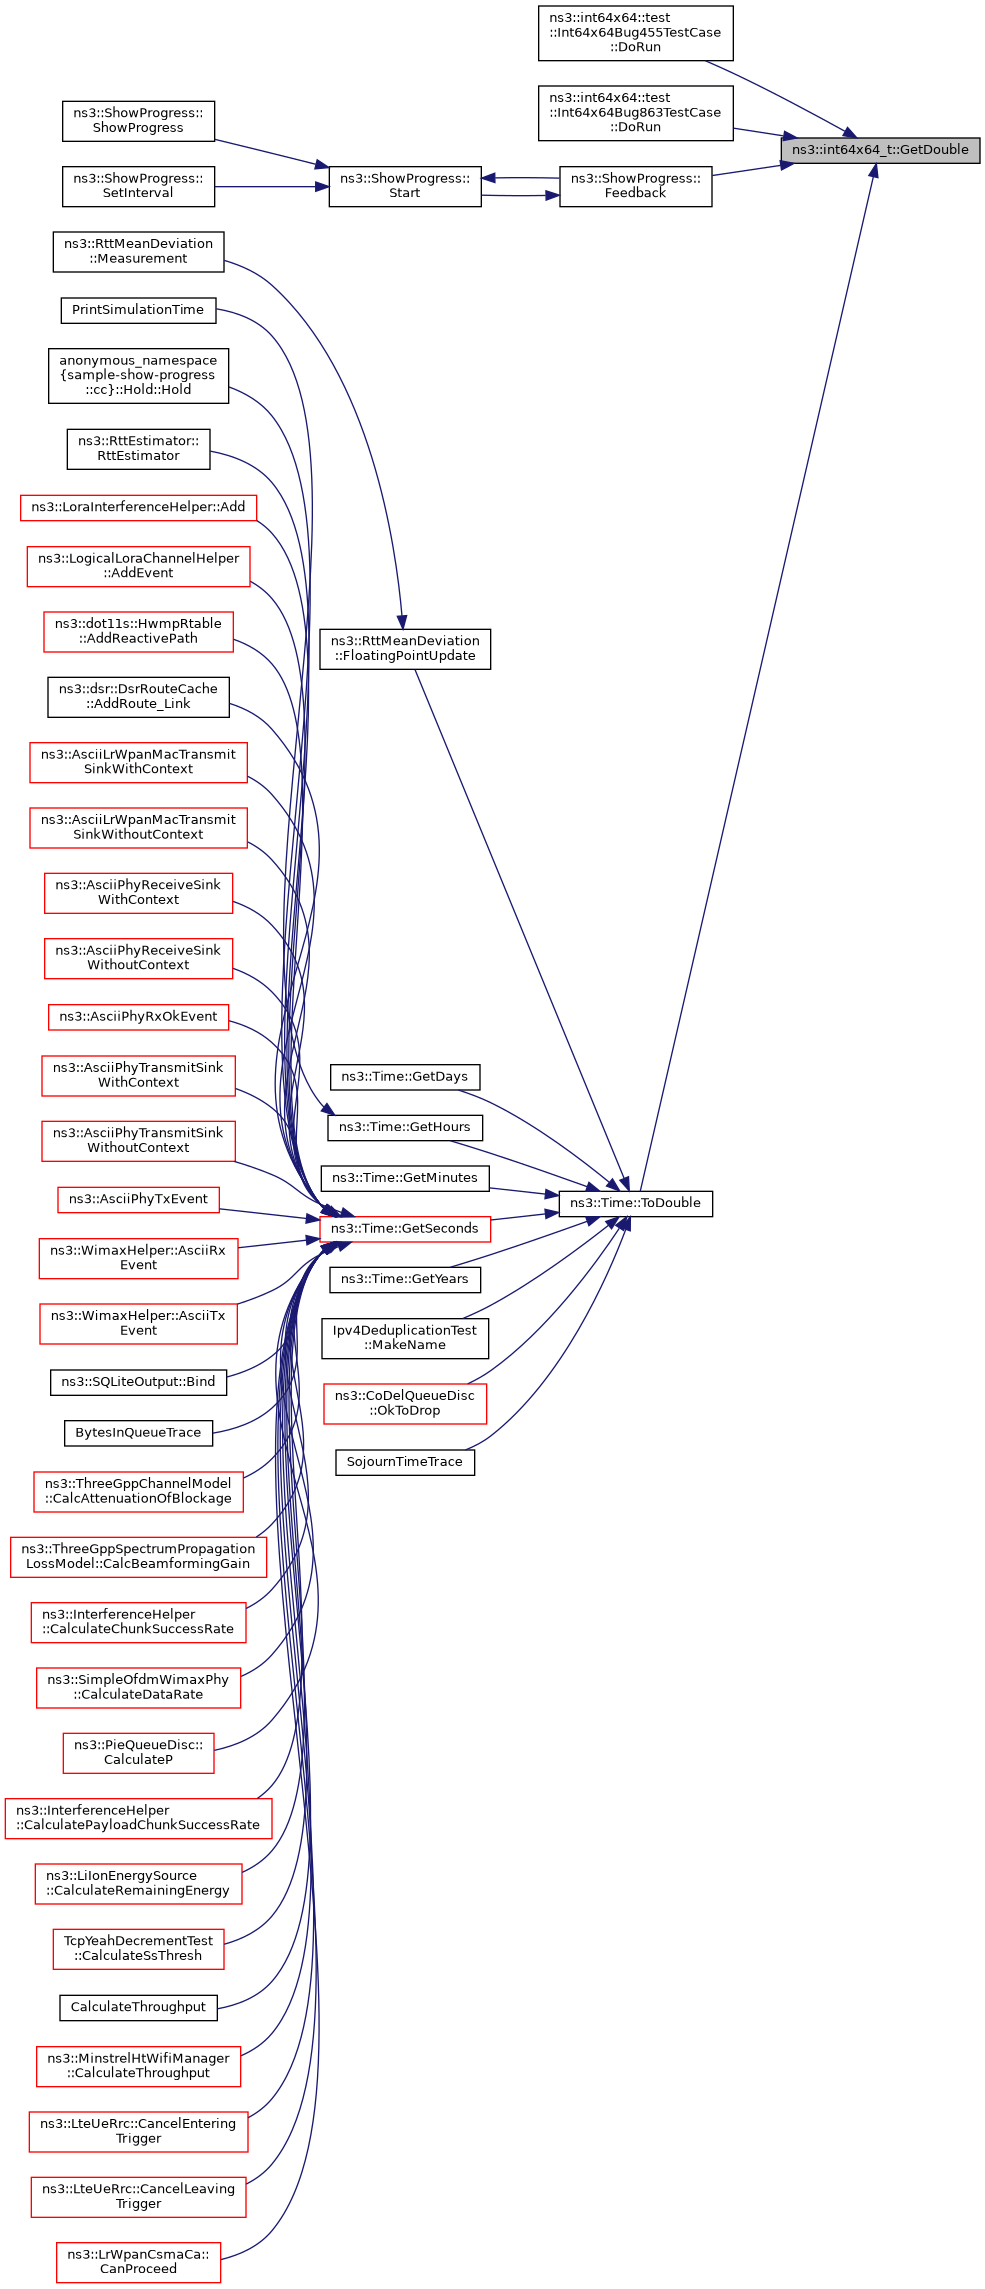 ns3::int64x64::test
::Int64x64Bug455TestCase
::DoRun
ns3::int64x64::test
::Int64x64Bug863TestCase
::DoRun
ns3::int64x64_t::GetDouble
ns3::ShowProgress::
ShowProgress
ns3::ShowProgress::
SetInterval
ns3::ShowProgress::
Start
ns3::ShowProgress::
Feedback
ns3::RttMeanDeviation
::Measurement
PrintSimulationTime
anonymous_namespace
{sample-show-progress
::cc}::Hold::Hold
ns3::RttEstimator::
RttEstimator
ns3::LoraInterferenceHelper::Add
ns3::LogicalLoraChannelHelper
::AddEvent
ns3::dot11s::HwmpRtable
::AddReactivePath
ns3::RttMeanDeviation
::FloatingPointUpdate
ns3::dsr::DsrRouteCache
::AddRoute_Link
ns3::AsciiLrWpanMacTransmit
SinkWithContext
ns3::AsciiLrWpanMacTransmit
SinkWithoutContext
ns3::AsciiPhyReceiveSink
WithContext
ns3::AsciiPhyReceiveSink
WithoutContext
ns3::AsciiPhyRxOkEvent
ns3::AsciiPhyTransmitSink
WithContext
ns3::AsciiPhyTransmitSink
WithoutContext
ns3::AsciiPhyTxEvent
ns3::Time::GetDays
ns3::Time::GetHours
ns3::Time::GetMinutes
ns3::Time::ToDouble
ns3::Time::GetSeconds
ns3::Time::GetYears
Ipv4DeduplicationTest
::MakeName
ns3::CoDelQueueDisc
::OkToDrop
SojournTimeTrace
ns3::WimaxHelper::AsciiRx
Event
ns3::WimaxHelper::AsciiTx
Event
ns3::SQLiteOutput::Bind
BytesInQueueTrace
ns3::ThreeGppChannelModel
::CalcAttenuationOfBlockage
ns3::ThreeGppSpectrumPropagation
LossModel::CalcBeamformingGain
ns3::InterferenceHelper
::CalculateChunkSuccessRate
ns3::SimpleOfdmWimaxPhy
::CalculateDataRate
ns3::PieQueueDisc::
CalculateP
ns3::InterferenceHelper
::CalculatePayloadChunkSuccessRate
ns3::LiIonEnergySource
::CalculateRemainingEnergy
TcpYeahDecrementTest
::CalculateSsThresh
CalculateThroughput
ns3::MinstrelHtWifiManager
::CalculateThroughput
ns3::LteUeRrc::CancelEntering
Trigger
ns3::LteUeRrc::CancelLeaving
Trigger
ns3::LrWpanCsmaCa::
CanProceed